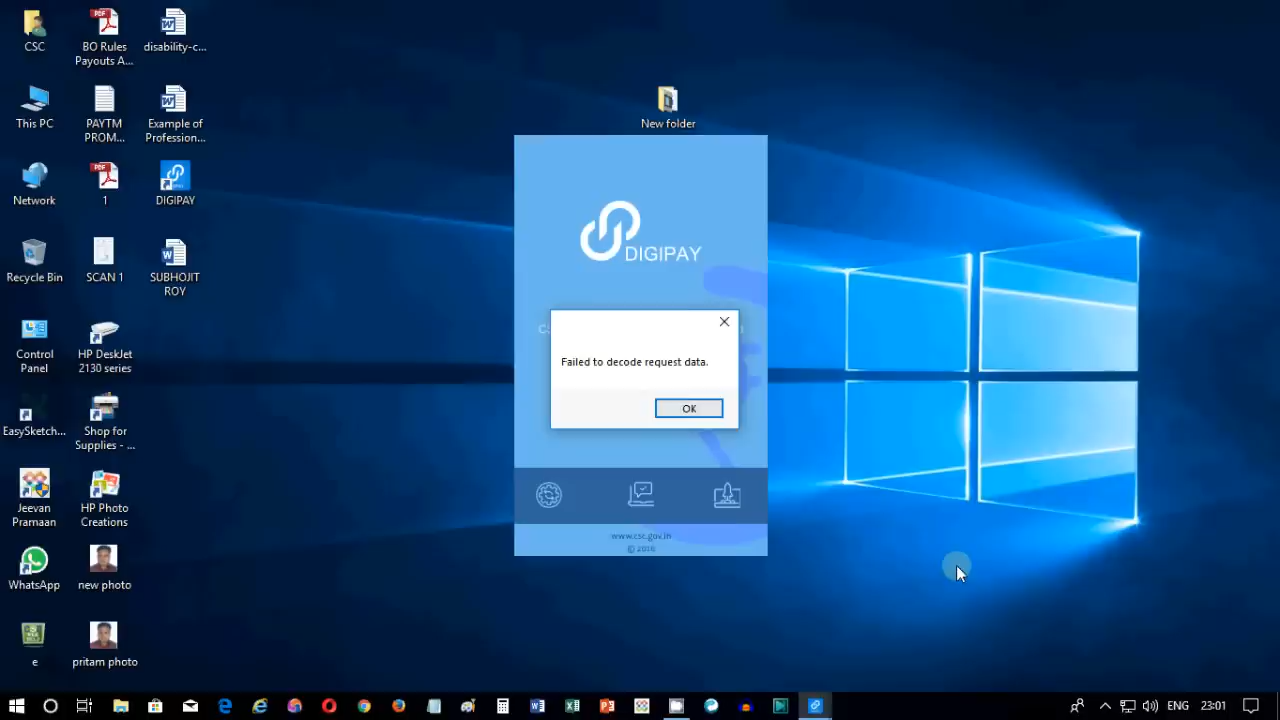 CSC
BO Rules
Payouts A...
disability-c...
This PC
PAYTM
PROM...
Example of
Profession...
New folder
Network
1
DIGIPAY
Recycle Bin
SCAN 1
SUBHOJIT
ROY
Control
Panel
HP DeskJet
2130 series
EasySketch...
Shop for
Supplies - ...
Jeevan
Pramaan
HP Photo
Creations
WhatsApp
new photo
e
pritam photo
DIGIPAY
Failed to decode request data.
OK
www.csc.gov.in
© 2016
ENG
23:01